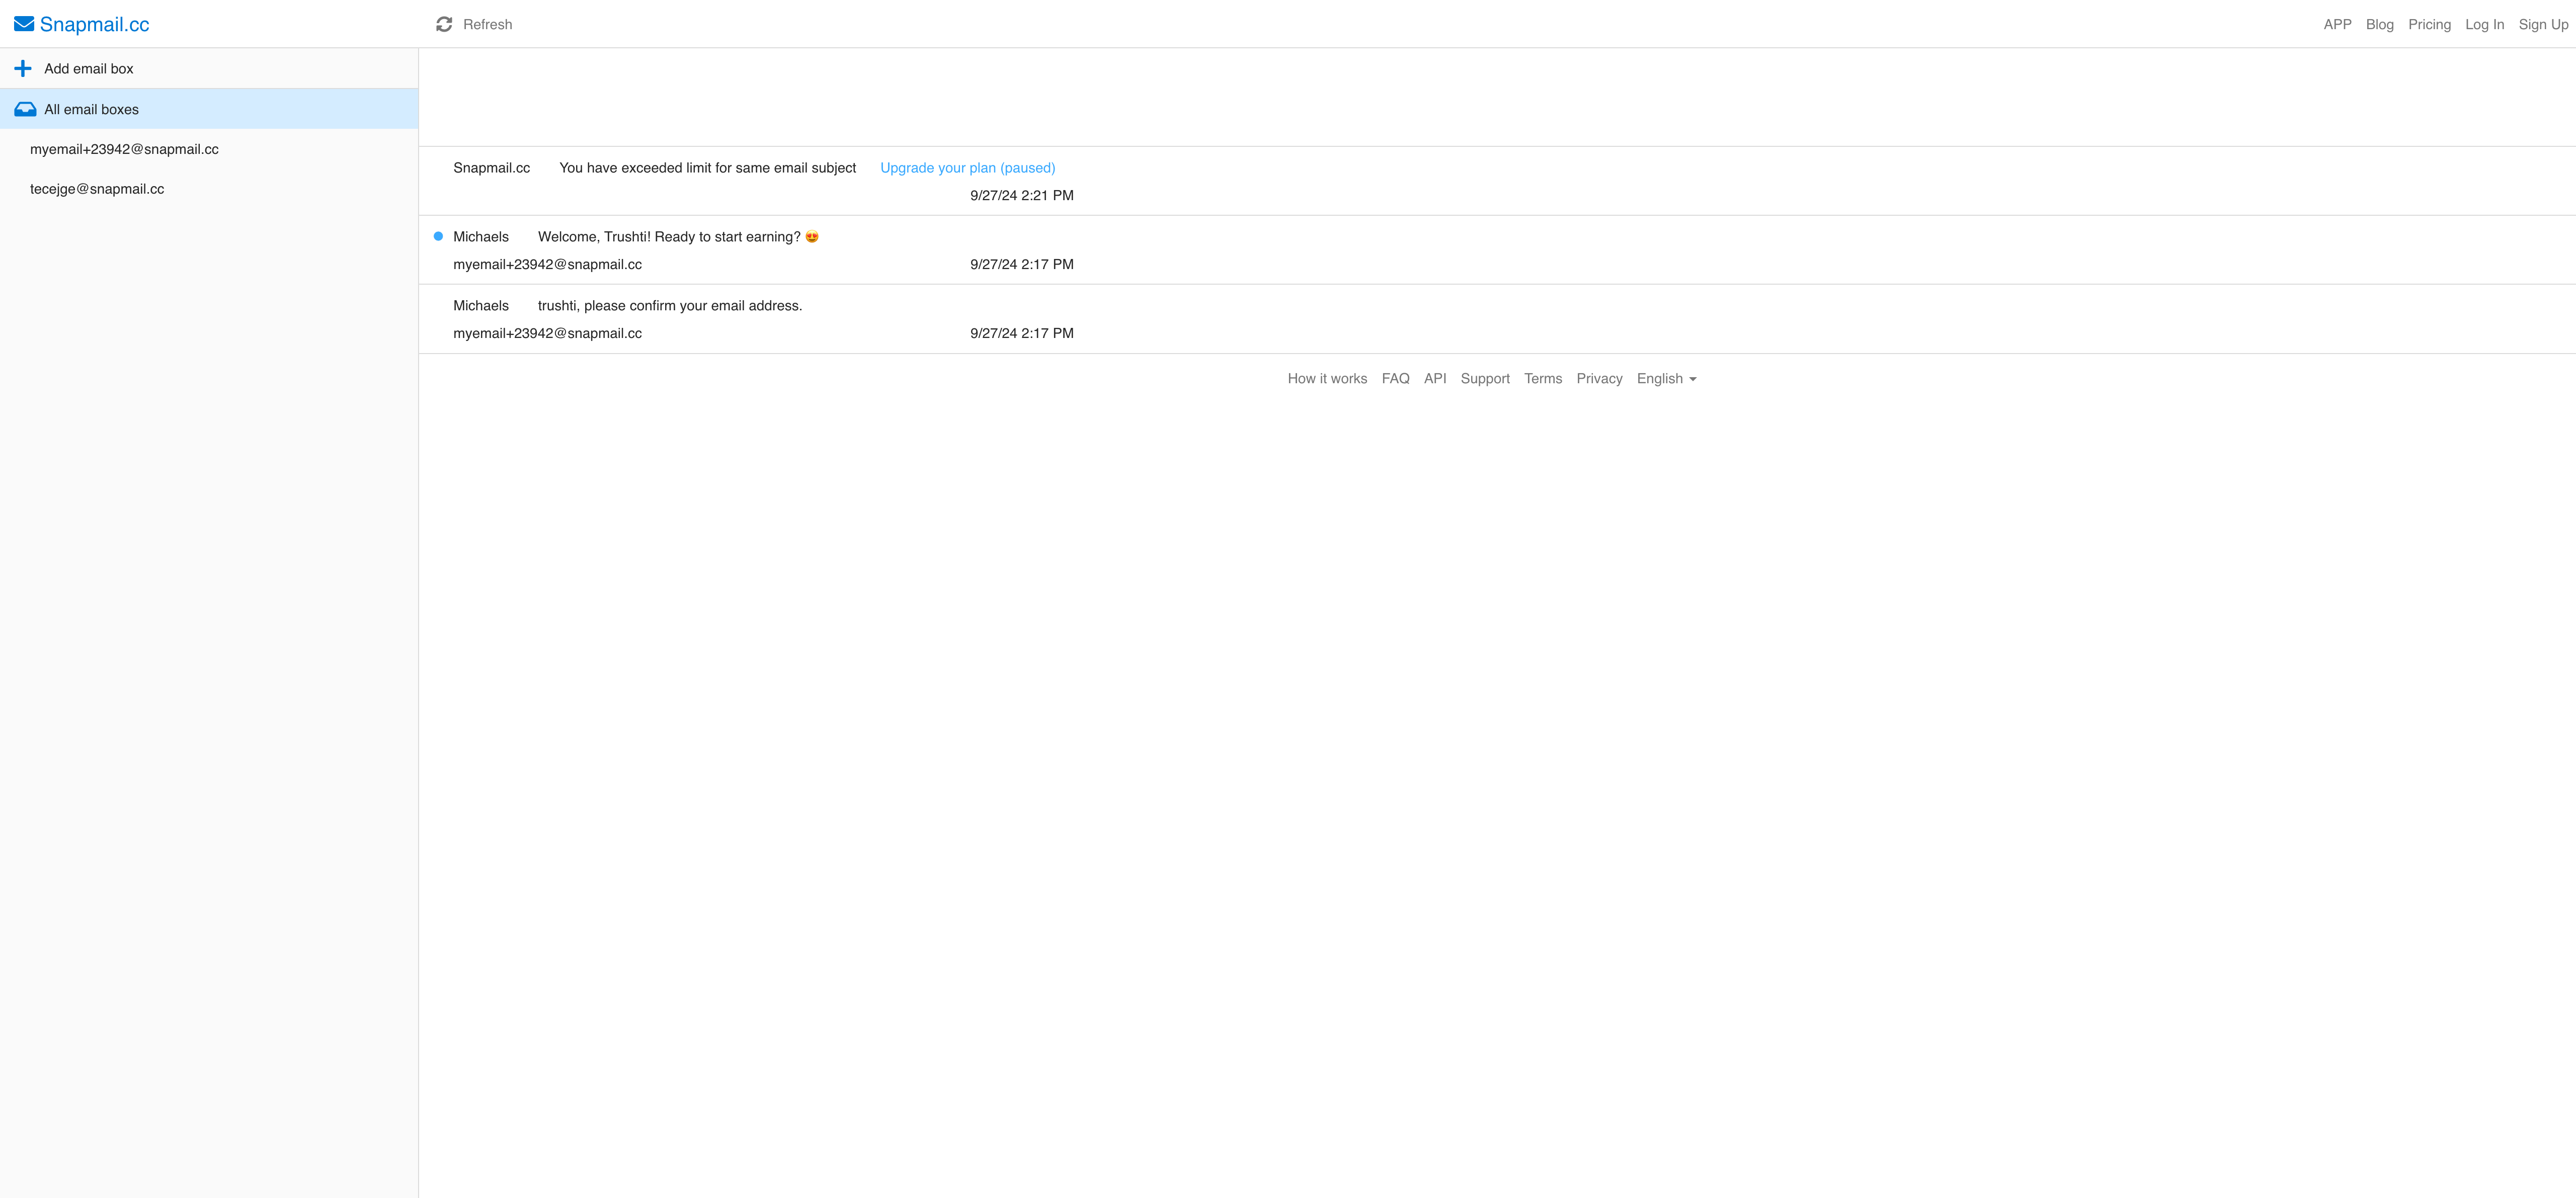 Snapmail.cc
Refresh
APP Blog Pricing Log In Sign Up
Add email box
All email boxes
myemail+23942@snapmail.cc
tecejge@snapmail.cc
Snapmail.cc You have exceeded limit for same email subject Upgrade your plan (paused)
9/27/24 2:21 PM
Michaels Welcome, Trushti! Ready to start earning? 😍
myemail+23942@snapmail.cc 9/27/24 2:17 PM
Michaels trushti, please confirm your email address.
myemail+23942@snapmail.cc 9/27/24 2:17 PM
How it works FAQ API Support Terms Privacy English